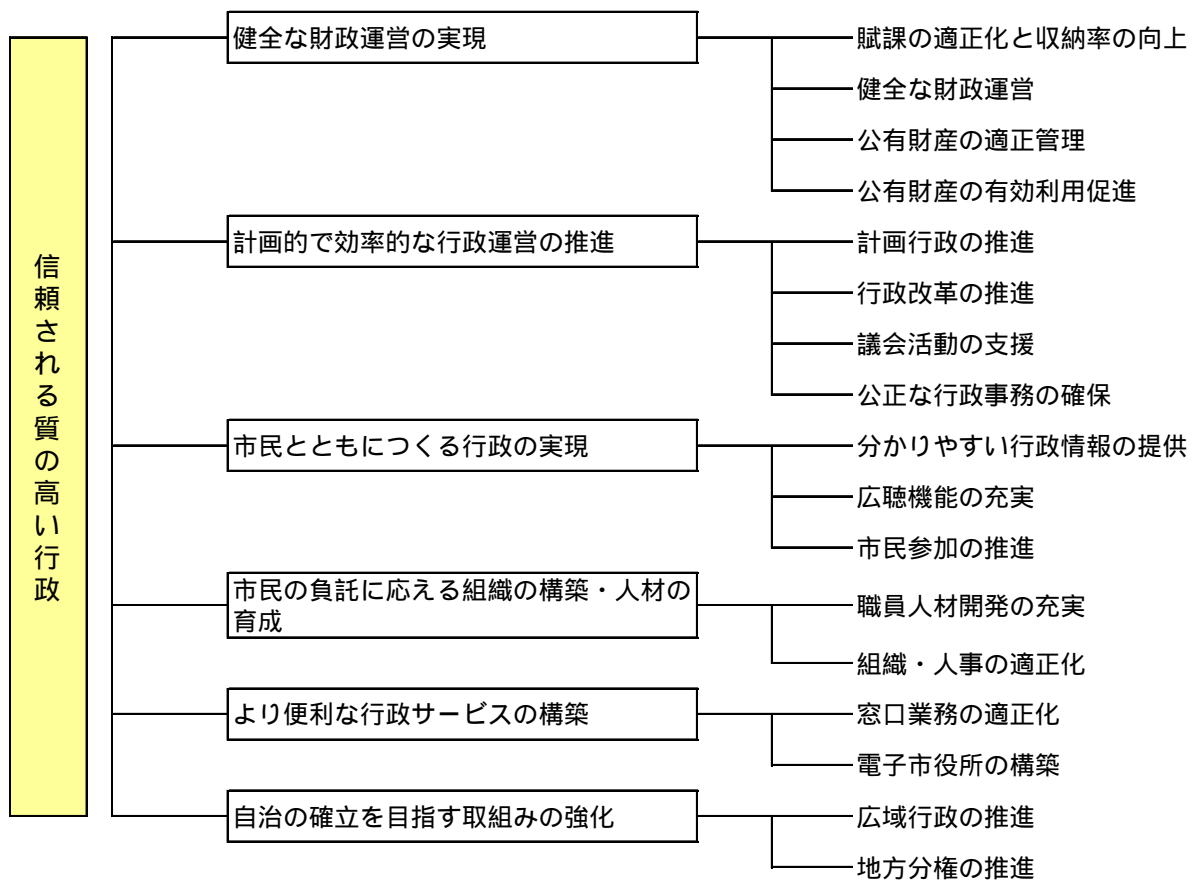 信頼される質の高い行政
健全な財政運営の実現
賦課の適正化と収納率の向上
健全な財政運営
公有財産の適正管理
公有財産の有効利用促進
計画的で効率的な行政運営の推進
計画行政の推進
行政改革の推進
議会活動の支援
公正な行政事務の確保
市民とともにつくる行政の実現
分かりやすい行政情報の提供
広聴機能の充実
市民参加の推進
市民の負託に応える組織の構築・人材の
育成
職員人材開発の充実
組織・人事の適正化
より便利な行政サービスの構築
窓口業務の適正化
電子市役所の構築
自治の確立を目指す取組みの強化
広域行政の推進
地方分権の推進